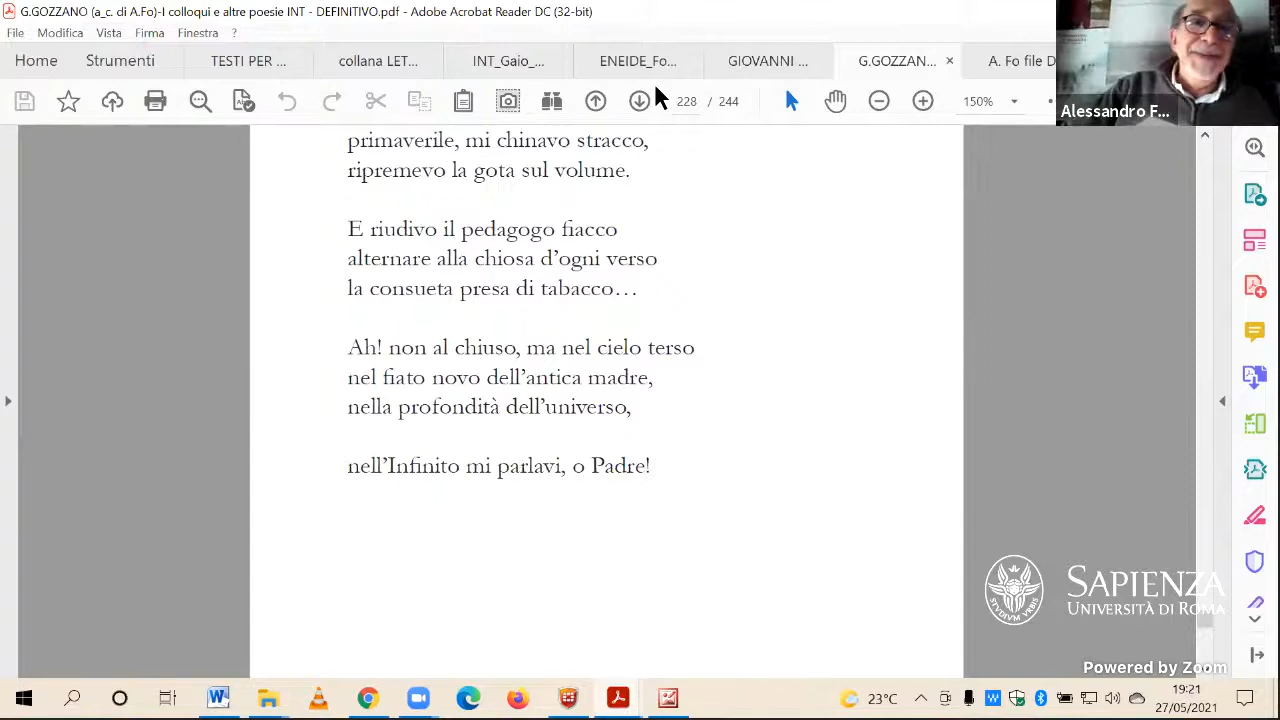 G.GOZZANO (a_c. di A.Fo)-I colloqui e altre poesie INT - DEFINITIVO.pdf - Adobe Acrobat Reader DC (32-bit)
File Modifica Vista Firma Finestra ?
Home Strumenti TESTI PER ... collana LET... INT_Gaio_... ENEIDE_Fo... GIOVANNI ... G.GOZZAN... × A. Fo file D
228 / 244 150%
Alessandro F...
primaverile, mi chinavo stracco,
ripremevo la gota sul volume.
E riudivo il pedagogo fiacco
alternare alla chiosa d’ogni verso
la consueta presa di tabacco…
Ah! non al chiuso, ma nel cielo terso
nel fiato novo dell’antica madre,
nella profondità dell’universo,
nell’Infinito mi parlavi, o Padre!
SAPIENZA
UNIVERSITÀ DI ROMA
STVDIVM VRBIS
Powered by Zoom
23°C
19:21
27/05/2021